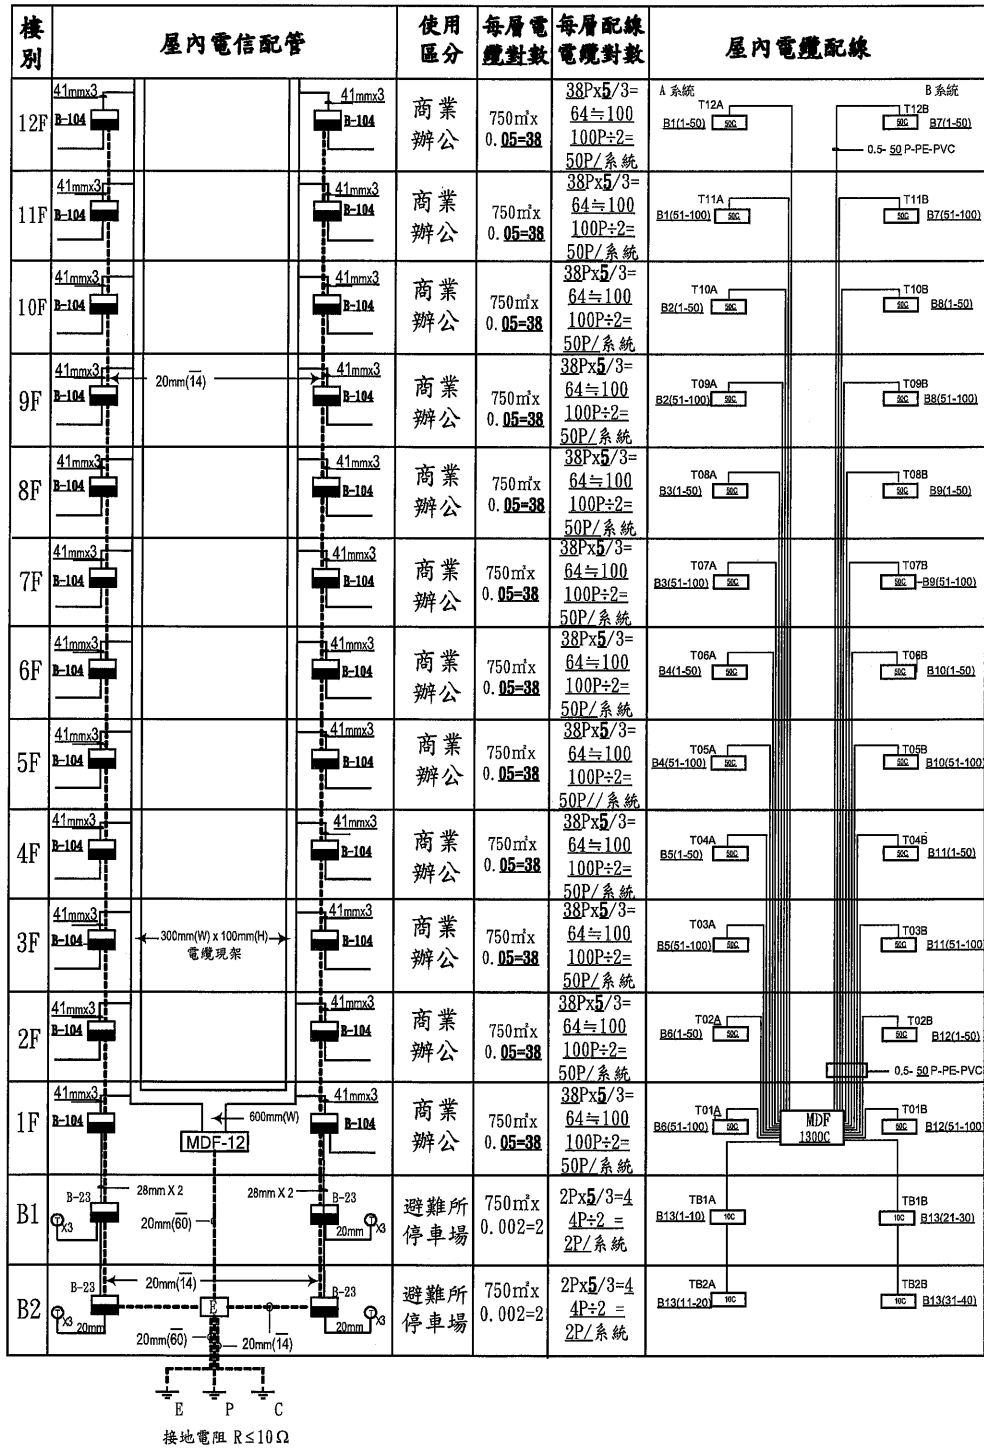 樓別
屋內電信配管
使用區分
每層電纜對數
每層配線電纜對數
屋內電纜配線
12F
41mmx3
B-104
41mmx3
B-104
商業
辦公
750㎡x
0.05=38
38Px5/3=
64≒100
100P÷2=
50P/系統
A 系統
T12A
B1(1-50)
50C
B 系統
T12B
50C
B7(1-50)
0.5- 50 P-PE-PVC
11F
41mmx3
B-104
41mmx3
B-104
商業
辦公
750㎡x
0.05=38
38Px5/3=
64≒100
100P÷2=
50P/系統
T11A
B1(51-100)
50C
T11B
50C
B7(51-100)
10F
41mmx3
B-104
41mmx3
B-104
商業
辦公
750㎡x
0.05=38
38Px5/3=
64≒100
100P÷2=
50P/系統
T10A
B2(1-50)
50C
T10B
50C
B8(1-50)
9F
41mmx3
B-104
20mm(14)
41mmx3
B-104
商業
辦公
750㎡x
0.05=38
38Px5/3=
64≒100
100P÷2=
50P/系統
T09A
B2(51-100)
50C
T09B
50C
B8(51-100)
8F
41mmx3
B-104
41mmx3
B-104
商業
辦公
750㎡x
0.05=38
38Px5/3=
64≒100
100P÷2=
50P/系統
T08A
B3(1-50)
50C
T08B
50C
B9(1-50)
7F
41mmx3
B-104
41mmx3
B-104
商業
辦公
750㎡x
0.05=38
38Px5/3=
64≒100
100P÷2=
50P/系統
T07A
B3(51-100)
50C
T07B
50C
B9(51-100)
6F
41mmx3
B-104
41mmx3
B-104
商業
辦公
750㎡x
0.05=38
38Px5/3=
64≒100
100P÷2=
50P/系統
T06A
B4(1-50)
50C
T06B
50C
B10(1-50)
5F
41mmx3
B-104
41mmx3
B-104
商業
辦公
750㎡x
0.05=38
38Px5/3=
64≒100
100P÷2=
50P//系統
T05A
B4(51-100)
50C
T05B
50C
B10(51-100)
4F
41mmx3
B-104
41mmx3
B-104
商業
辦公
750㎡x
0.05=38
38Px5/3=
64≒100
100P÷2=
50P/系統
T04A
B5(1-50)
50C
T04B
50C
B11(1-50)
3F
41mmx3
B-104
300mm(W) x 100mm(H)
電纜現架
41mmx3
B-104
商業
辦公
750㎡x
0.05=38
38Px5/3=
64≒100
100P÷2=
50P/系統
T03A
B5(51-100)
50C
T03B
50C
B11(51-100)
2F
41mmx3
B-104
41mmx3
B-104
商業
辦公
750㎡x
0.05=38
38Px5/3=
64≒100
100P÷2=
50P/系統
T02A
B6(1-50)
50C
T02B
50C
B12(1-50)
0.5- 50 P-PE-PVC
1F
41mmx3
B-104
600mm(W)
MDF-12
41mmx3
B-104
商業
辦公
750㎡x
0.05=38
38Px5/3=
64≒100
100P÷2=
50P/系統
T01A
B6(51-100)
50C
MDF
1300C
T01B
50C
B12(51-100)
B1
28mm X 2
B-23
X3
20mm
20mm(60)
28mm X 2
B-23
20mm
X3
避難所
停車場
750㎡x
0.002=2
2Px5/3=4
4P÷2 =
2P/系統
TB1A
B13(1-10)
10C
TB1B
10C
B13(21-30)
B2
B-23
X3
20mm
20mm(14)
E
20mm(60)
20mm(14)
B-23
20mm
X3
避難所
停車場
750㎡x
0.002=2
2Px5/3=4
4P÷2 =
2P/系統
TB2A
B13(11-20)
10C
TB2B
10C
B13(31-40)
E P C
接地電阻 R≤10Ω